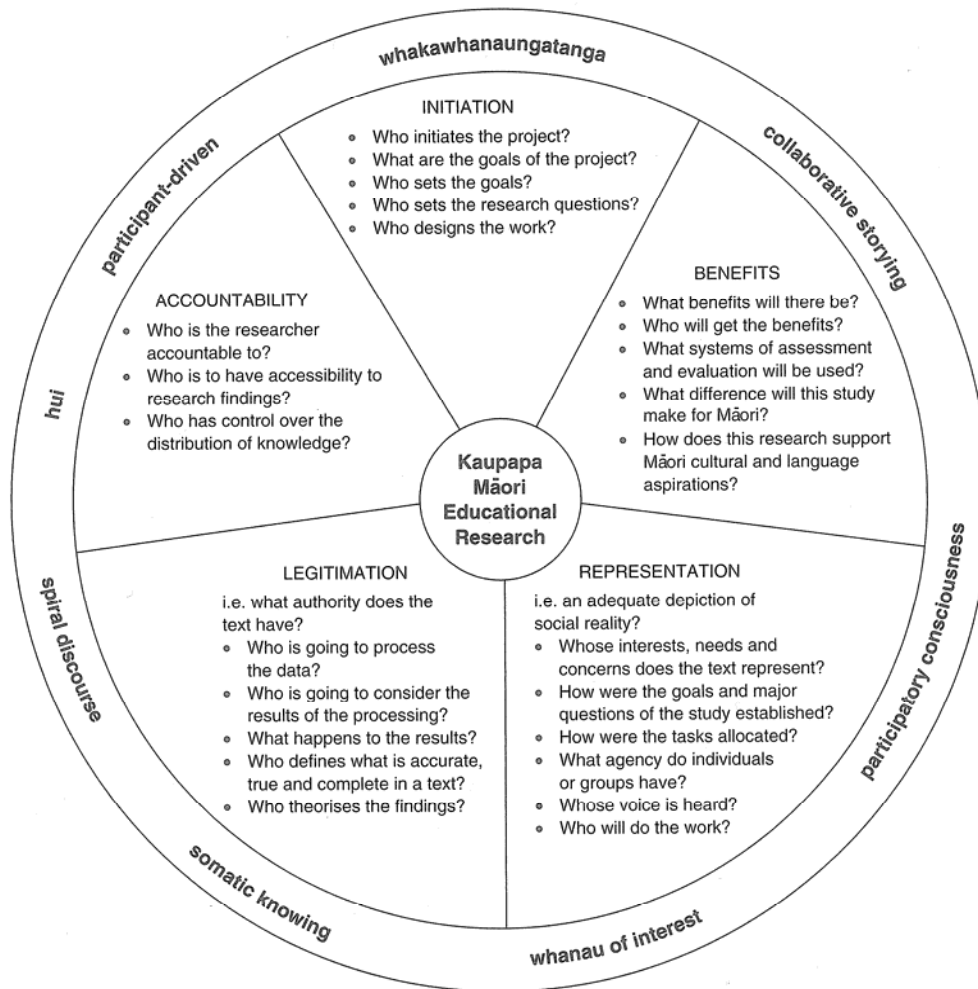 whakawhanaungatanga
collaborative storying
participatory consciousness
whanau of interest
somatic knowing
spiral discourse
hui
participant-driven
INITIATION
• Who initiates the project?
• What are the goals of the project?
• Who sets the goals?
• Who sets the research questions?
• Who designs the work?
BENEFITS
• What benefits will there be?
• Who will get the benefits?
• What systems of assessment
and evaluation will be used?
• What difference will this study
make for Māori?
• How does this research support
Māori cultural and language
aspirations?
REPRESENTATION
i.e. an adequate depiction of
social reality?
• Whose interests, needs and
concerns does the text represent?
• How were the goals and major
questions of the study established?
• How were the tasks allocated?
• What agency do individuals
or groups have?
• Whose voice is heard?
• Who will do the work?
LEGITIMATION
i.e. what authority does the
text have?
• Who is going to process
the data?
• Who is going to consider the
results of the processing?
• What happens to the results?
• Who defines what is accurate,
true and complete in a text?
• Who theorises the findings?
ACCOUNTABILITY
• Who is the researcher
accountable to?
• Who is to have accessibility to
research findings?
• Who has control over the
distribution of knowledge?
Kaupapa
Māori
Educational
Research